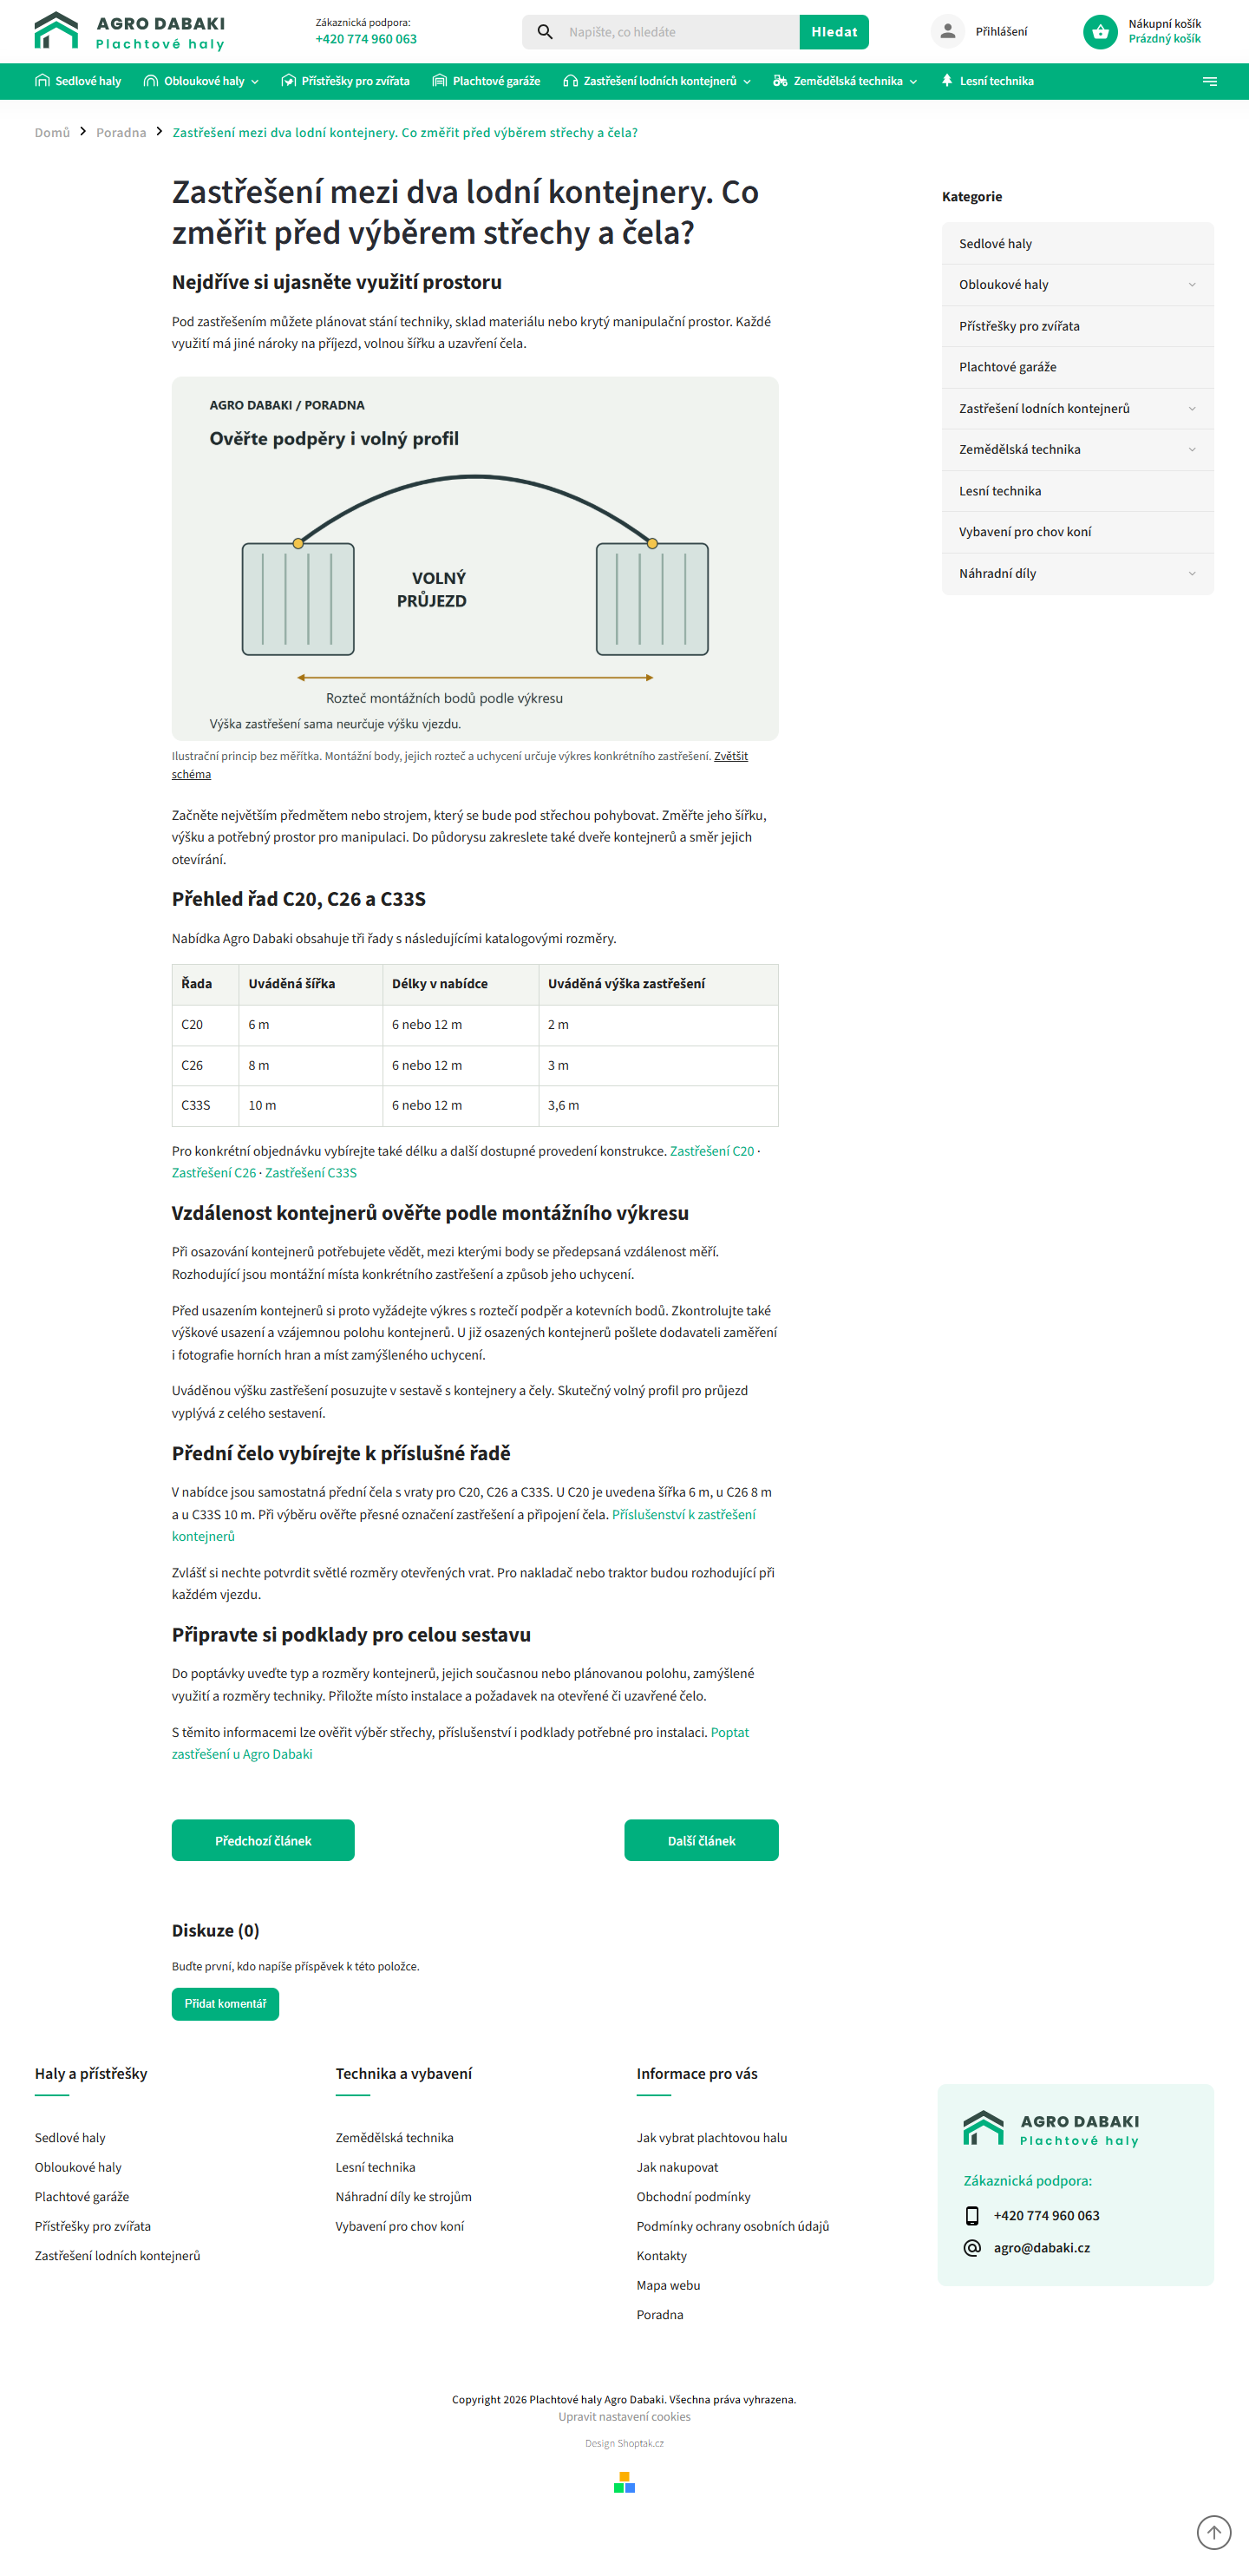 AGRO DABAKI
Plachtové haly
Zákaznická podpora:
+420 774 960 063
Napište, co hledáte
Hledat
Přihlášení
Nákupní košík
Prázdný košík
Sedlové haly
Obloukové haly
Přístřešky pro zvířata
Plachtové garáže
Zastřešení lodních kontejnerů
Zemědělská technika
Lesní technika
Domů
Poradna
Zastřešení mezi dva lodní kontejnery. Co změřit před výběrem střechy a čela?
Zastřešení mezi dva lodní kontejnery. Co
změřit před výběrem střechy a čela?
Nejdříve si ujasněte využití prostoru
Pod zastřešením můžete plánovat stání techniky, sklad materiálu nebo krytý manipulační prostor. Každé
využití má jiné nároky na příjezd, volnou šířku a uzavření čela.
AGRO DABAKI / PORADNA
Ověřte podpěry i volný profil
VOLNÝ
PRŮJEZD
Rozteč montážních bodů podle výkresu
Výška zastřešení sama neurčuje výšku vjezdu.
Ilustrační princip bez měřítka. Montážní body, jejich rozteč a uchycení určuje výkres konkrétního zastřešení. Zvětšit
schéma
Začněte největším předmětem nebo strojem, který se bude pod střechou pohybovat. Změřte jeho šířku,
výšku a potřebný prostor pro manipulaci. Do půdorysu zakreslete také dveře kontejnerů a směr jejich
otevírání.
Přehled řad C20, C26 a C33S
Nabídka Agro Dabaki obsahuje tři řady s následujícími katalogovými rozměry.
Řada Uváděná šířka Délky v nabídce Uváděná výška zastřešení
C20 6 m 6 nebo 12 m 2 m
C26 8 m 6 nebo 12 m 3 m
C33S 10 m 6 nebo 12 m 3,6 m
Pro konkrétní objednávku vybírejte také délku a další dostupné provedení konstrukce. Zastřešení C20 ·
Zastřešení C26 · Zastřešení C33S
Vzdálenost kontejnerů ověřte podle montážního výkresu
Při osazování kontejnerů potřebujete vědět, mezi kterými body se předepsaná vzdálenost měří.
Rozhodující jsou montážní místa konkrétního zastřešení a způsob jeho uchycení.
Před usazením kontejnerů si proto vyžádejte výkres s roztečí podpěr a kotevních bodů. Zkontrolujte také
výškové usazení a vzájemnou polohu kontejnerů. U již osazených kontejnerů pošlete dodavateli zaměření
i fotografie horních hran a míst zamýšleného uchycení.
Uváděnou výšku zastřešení posuzujte v sestavě s kontejnery a čely. Skutečný volný profil pro průjezd
vyplývá z celého sestavení.
Přední čelo vybírejte k příslušné řadě
V nabídce jsou samostatná přední čela s vraty pro C20, C26 a C33S. U C20 je uvedena šířka 6 m, u C26 8 m
a u C33S 10 m. Při výběru ověřte přesné označení zastřešení a připojení čela. Příslušenství k zastřešení
kontejnerů
Zvlášť si nechte potvrdit světlé rozměry otevřených vrat. Pro nakladač nebo traktor budou rozhodující při
každém vjezdu.
Připravte si podklady pro celou sestavu
Do poptávky uveďte typ a rozměry kontejnerů, jejich současnou nebo plánovanou polohu, zamýšlené
využití a rozměry techniky. Přiložte místo instalace a požadavek na otevřené či uzavřené čelo.
S těmito informacemi lze ověřit výběr střechy, příslušenství i podklady potřebné pro instalaci. Poptat
zastřešení u Agro Dabaki
Předchozí článek
Další článek
Diskuze (0)
Buďte první, kdo napíše příspěvek k této položce.
Přidat komentář
Kategorie
Sedlové haly
Obloukové haly
Přístřešky pro zvířata
Plachtové garáže
Zastřešení lodních kontejnerů
Zemědělská technika
Lesní technika
Vybavení pro chov koní
Náhradní díly
Haly a přístřešky
Sedlové haly
Obloukové haly
Plachtové garáže
Přístřešky pro zvířata
Zastřešení lodních kontejnerů
Technika a vybavení
Zemědělská technika
Lesní technika
Náhradní díly ke strojům
Vybavení pro chov koní
Informace pro vás
Jak vybrat plachtovou halu
Jak nakupovat
Obchodní podmínky
Podmínky ochrany osobních údajů
Kontakty
Mapa webu
Poradna
AGRO DABAKI
Plachtové haly
Zákaznická podpora:
+420 774 960 063
agro@dabaki.cz
Copyright 2026 Plachtové haly Agro Dabaki. Všechna práva vyhrazena.
Upravit nastavení cookies
Design Shoptak.cz